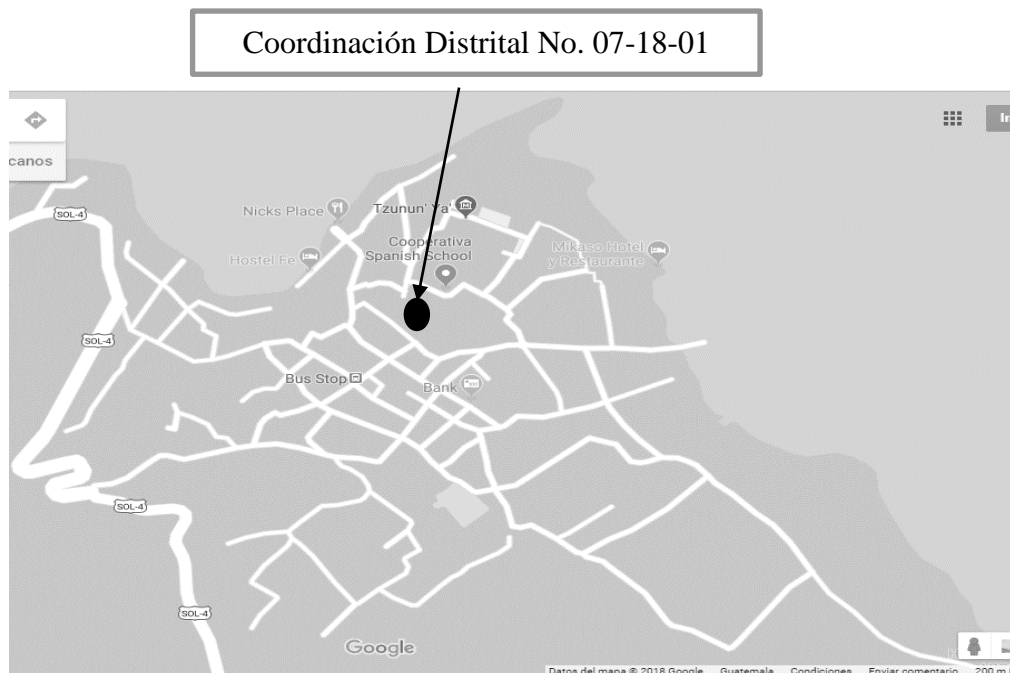 Coordinación Distrital No. 07-18-01
canos
SOL-4
Nicks Place
Tzunun' Ya'
Cooperativa
Spanish School
Hostel Fe
Mikaso Hotel
y Restaurante
SOL-4
Bus Stop
Bank
SOL-4
SOL-4
Google
Datos del mapa © 2018 Google Guatemala Condiciones Enviar comentario 200 m